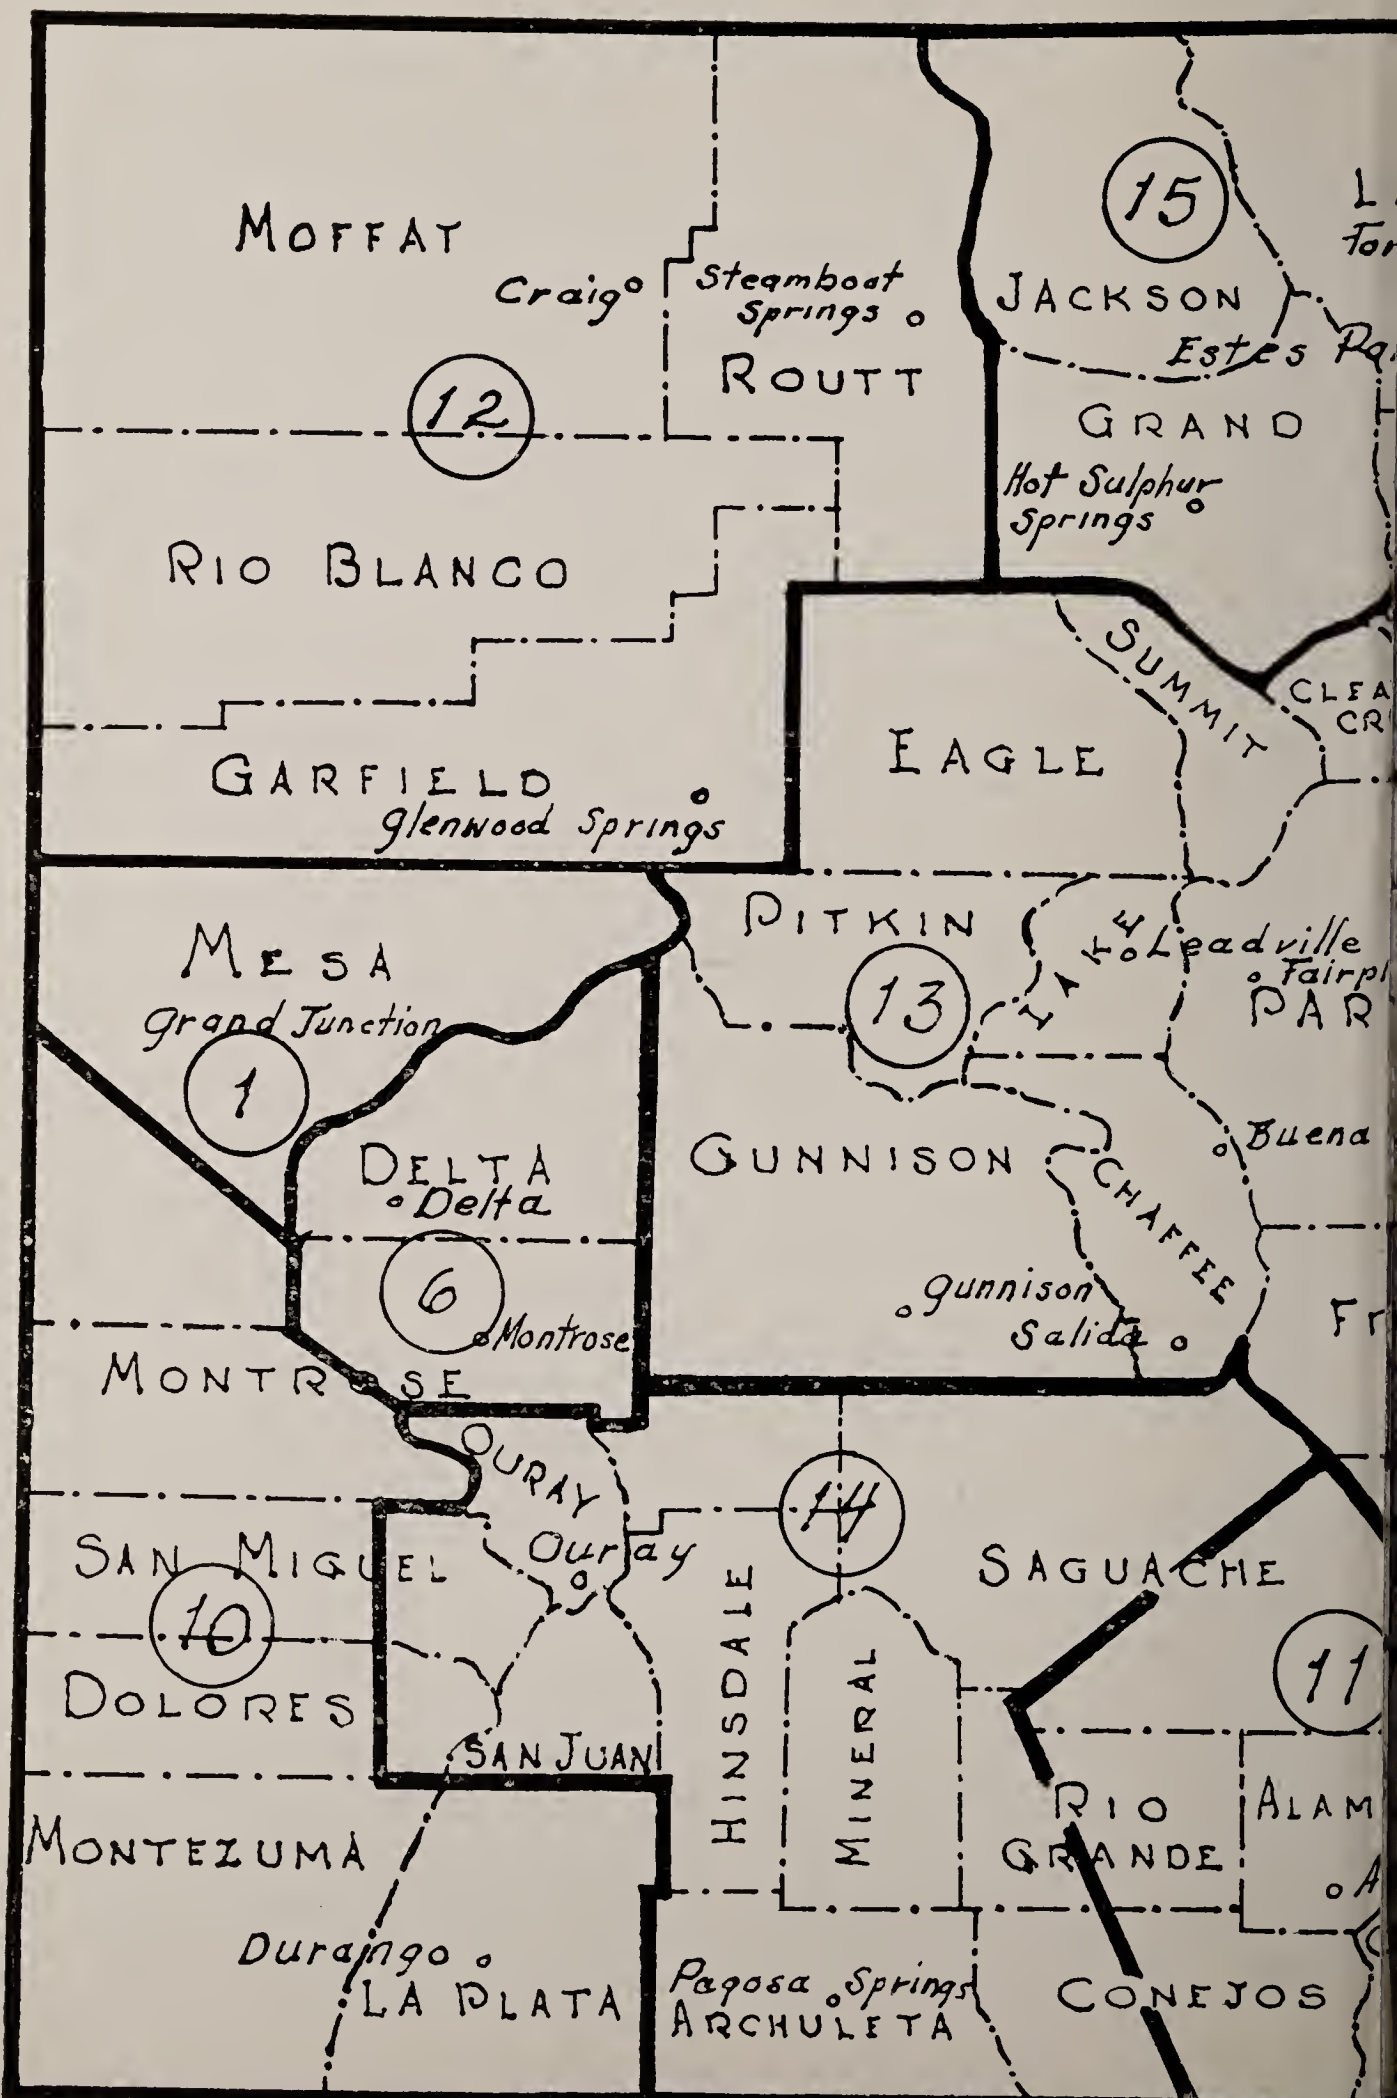 15
MOFFAT
Craig
Steamboat
Springs
JACKSON
Estes
ROUTT
12
GRAND
Hot Sulphur
Springs
RIO BLANCO
SUMMIT
EAGLE
GARFIELD
Glenwood Springs
PITKIN
LAKE
Leadville
MESA
Grand Junction
13
1
DELTA
Delta
GUNNISON
Buena
CHAFFEE
6
Montrose
Gunnison
Salida
MONTROSE
OURAY
Ouray
14
SAN MIGUEL
SAGUACHE
10
HINSDALE
MINERAL
11
DOLORES
SAN JUAN
RIO
GRANDE
MONTEZUMA
Durango
LA PLATA
Pagosa Springs
ARCHULETA
CONEJOS